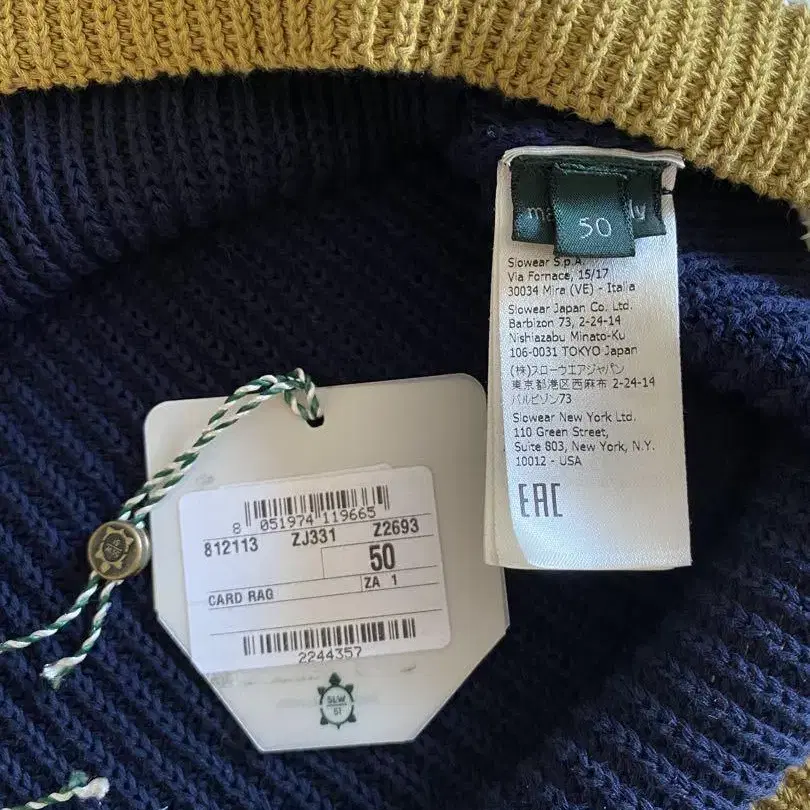 ma ly
50
Slowear S.p.A.
Via Fornace, 15/17
30034 Mira (VE) - Italia
Slowear Japan Co. Ltd.
Barbizon 73, 2-24-14
Nishiazabu Minato-Ku
106-0031 TOKYO Japan
(株)スローウエアジャパン
東京都港区西麻布 2-24-14
バルビゾン73
Slowear New York Ltd.
110 Green Street,
Suite 803, New York, N.Y.
10012 - USA
EAC
8 051974 119665
812113 ZJ331 Z2693
50
CARD RAG ZA 1
2244357
SLW
51